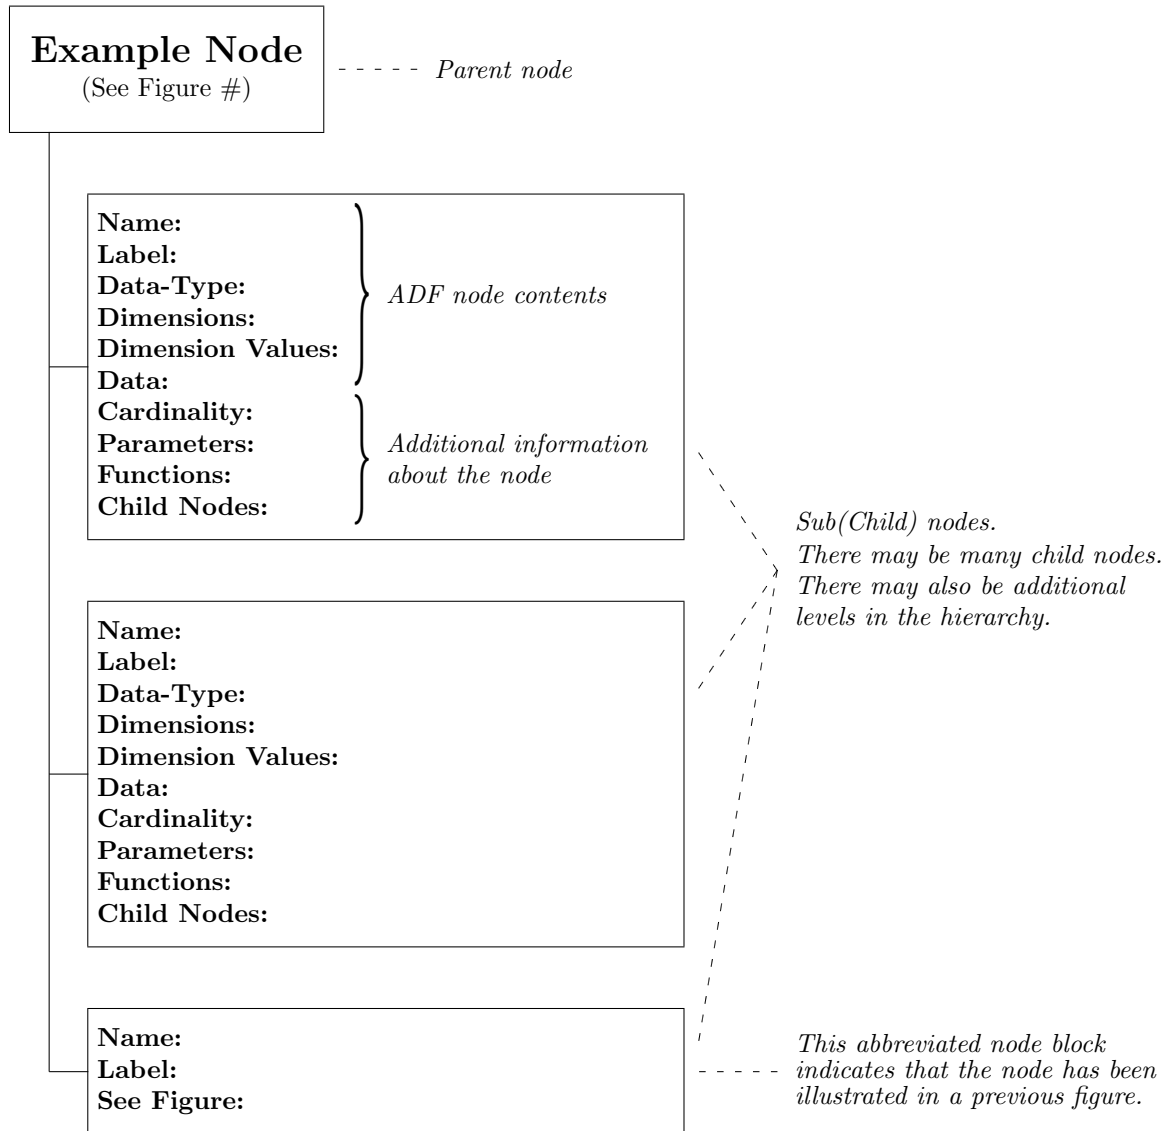 Example Node
(See Figure #)
Parent node
Name:
Label:
Data-Type:
Dimensions:
Dimension Values:
Data:
ADF node contents
Cardinality:
Parameters:
Functions:
Child Nodes:
Additional information
about the node
Sub(Child) nodes.
There may be many child nodes.
There may also be additional
levels in the hierarchy.
Name:
Label:
Data-Type:
Dimensions:
Dimension Values:
Data:
Cardinality:
Parameters:
Functions:
Child Nodes:
Name:
Label:
See Figure:
This abbreviated node block
indicates that the node has been
illustrated in a previous figure.